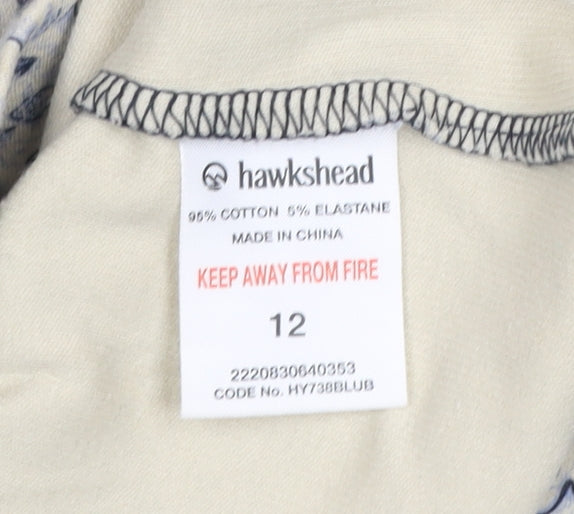 hawkshead
95% COTTON 5% ELASTANE
MADE IN CHINA
KEEP AWAY FROM FIRE
12
2220830640353
CODE No. HY738BLUB